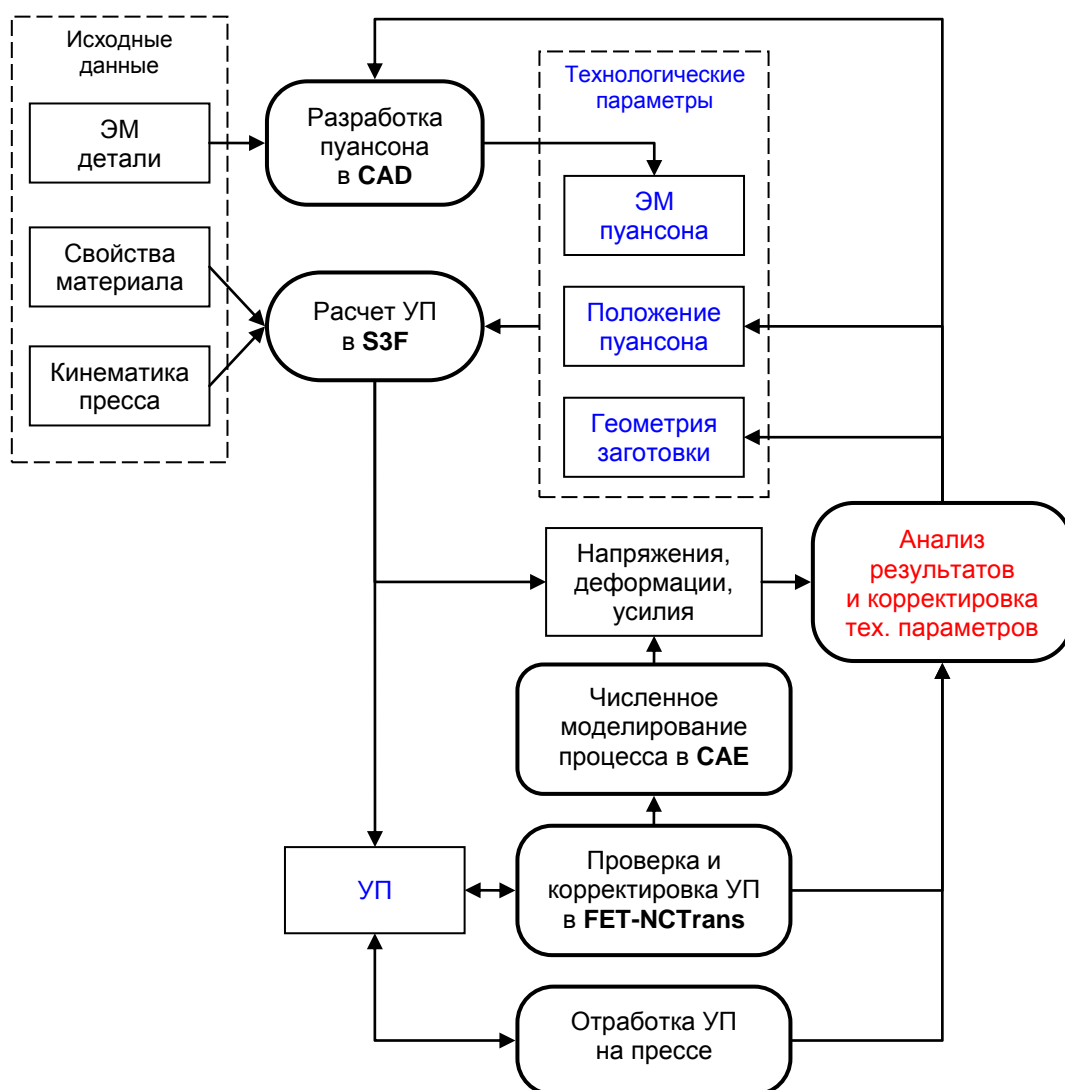 Исходные
данные
ЭМ
детали
Свойства
материала
Кинематика
пресса
Разработка
пуансона
в CAD
Расчет УП
в S3F
Технологические
параметры
ЭМ
пуансона
Положение
пуансона
Геометрия
заготовки
Напряжения,
деформации,
усилия
Анализ
результатов
и корректировка
тех. параметров
Численное
моделирование
процесса в CAE
УП
Проверка и
корректировка УП
в FET-NCTrans
Отработка УП
на прессе